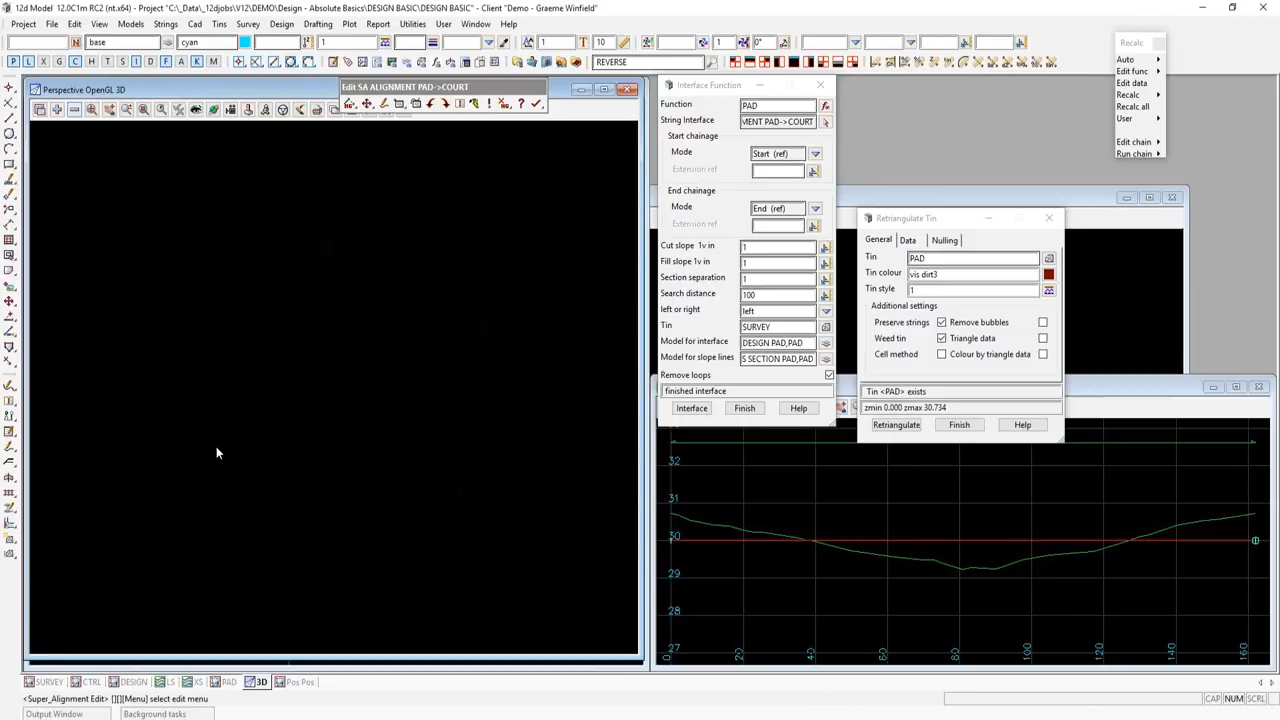 12d Model 12.0C1m RC2 (nt.x64) - Project "C:\_Data\_12djobs\V12\DEMO\Design - Absolute Basics\DESIGN BASIC" - Client "Demo - Graeme Winfield"
Project File Edit View Models Strings Cad Tins Survey Design Drafting Plot Report Utilities User Window Help
base cyan 1 1 10 1 0°
P L X G C H T S I D F A K M REVERSE
Perspective OpenGL 3D
Edit SA ALIGNMENT PAD->COURT
Interface Function
Function PAD
String Interface MENT PAD->COURT
Start chainage
Mode Start (ref)
Extension ref
End chainage
Mode End (ref)
Extension ref
Cut slope 1v in 1
Fill slope 1v in 1
Section separation 1
Search distance 100
left or right left
Tin SURVEY
Model for interface DESIGN PAD,PAD
Model for slope lines S SECTION PAD,PAD
Remove loops
finished interface
Interface Finish Help
Recalc
Auto
Edit func
Edit data
Recalc
Recalc all
User
Edit chain
Run chain
Retriangulate Tin
General Data Nulling
Tin PAD
Tin colour vis dirt3
Tin style 1
Additional settings
Preserve strings Remove bubbles
Weed tin Triangle data
Cell method Colour by triangle data
Tin <PAD> exists
zmin 0.000 zmax 30.734
Retriangulate Finish Help
32
31
30
29
28
27
0 20 40 60 80 100 120 140 160
SURVEY CTRL DESIGN LS XS PAD 3D Pos Pos
<Super_Alignment Edit> [][Menu] select edit menu
CAP NUM SCRL
Output Window Background tasks